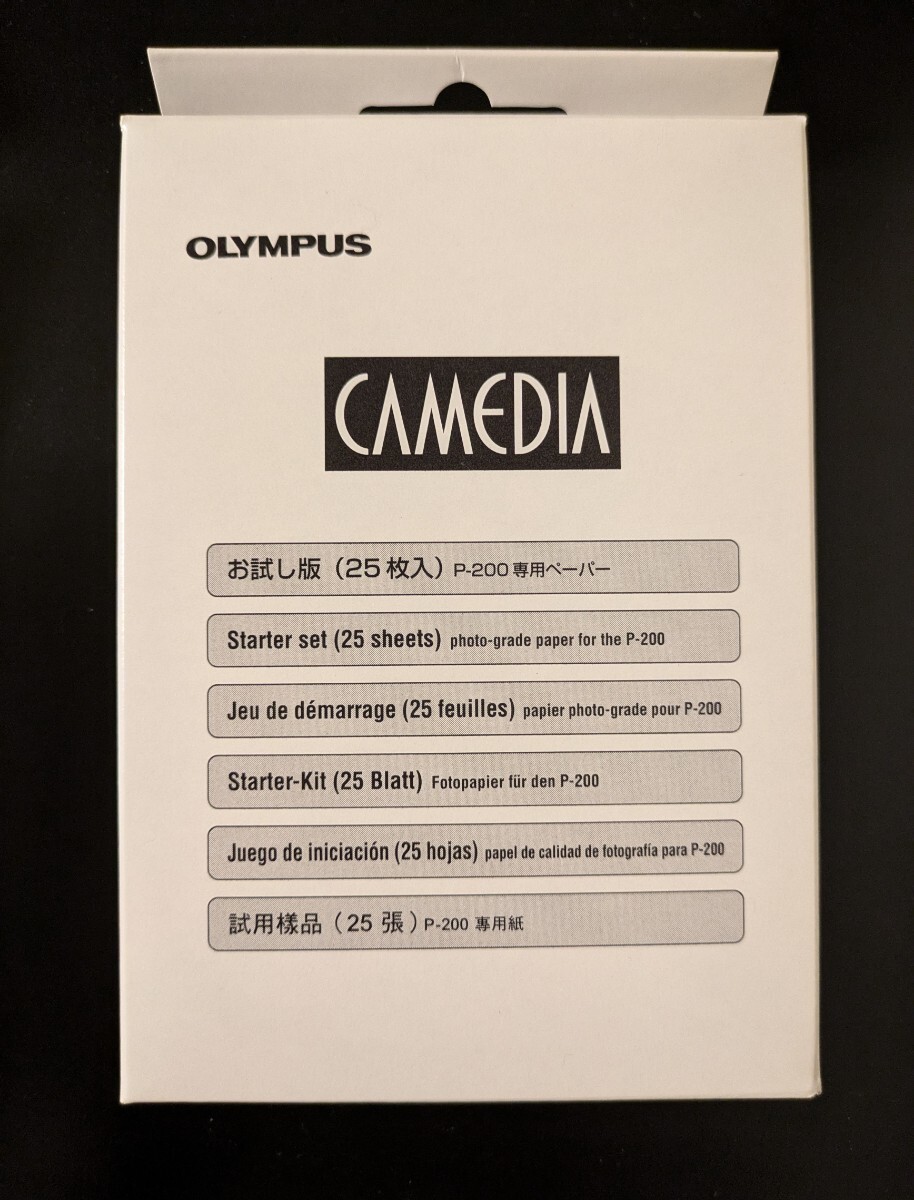 OLYMPUS
CAMEDIA
お試し版（25枚入）P-200 専用ペーパー
Starter set (25 sheets) photo-grade paper for the P-200
Jeu de démarrage (25 feuilles) papier photo-grade pour P-200
Starter-Kit (25 Blatt) Fotopapier für den P-200
Juego de iniciación (25 hojas) papel de calidad de fotografía para P-200
試用樣品（25 張）P-200 專用紙